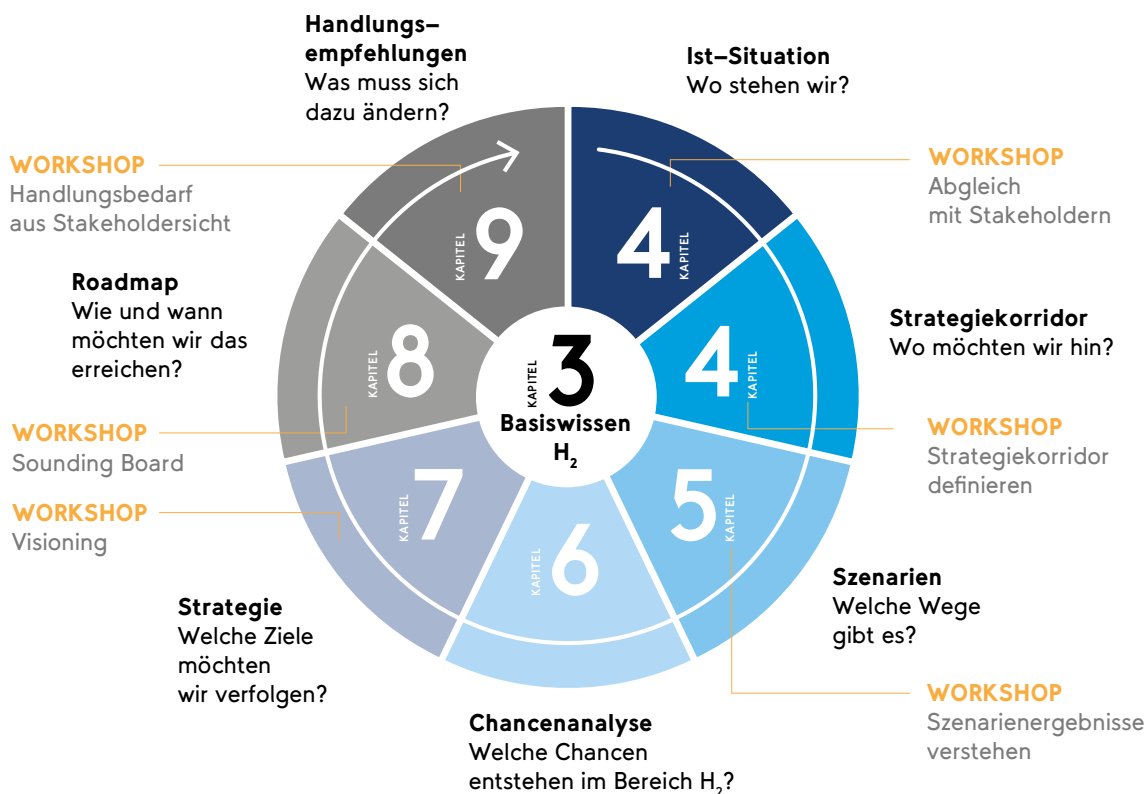 Handlungs–
empfehlungen
Was muss sich
dazu ändern?
Ist–Situation
Wo stehen wir?
WORKSHOP
Handlungsbedarf
aus Stakeholdersicht
WORKSHOP
Abgleich
mit Stakeholdern
KAPITEL 9
4 KAPITEL
Roadmap
Wie und wann
möchten wir das
erreichen?
Strategiekorridor
Wo möchten wir hin?
KAPITEL 8
KAPITEL 3
Basiswissen
H₂
4 KAPITEL
WORKSHOP
Sounding Board
WORKSHOP
Strategiekorridor
definieren
WORKSHOP
Visioning
KAPITEL 7
KAPITEL 6
5 KAPITEL
Strategie
Welche Ziele
möchten
wir verfolgen?
Szenarien
Welche Wege
gibt es?
WORKSHOP
Szenarienergebnisse
verstehen
Chancenanalyse
Welche Chancen
entstehen im Bereich H₂?